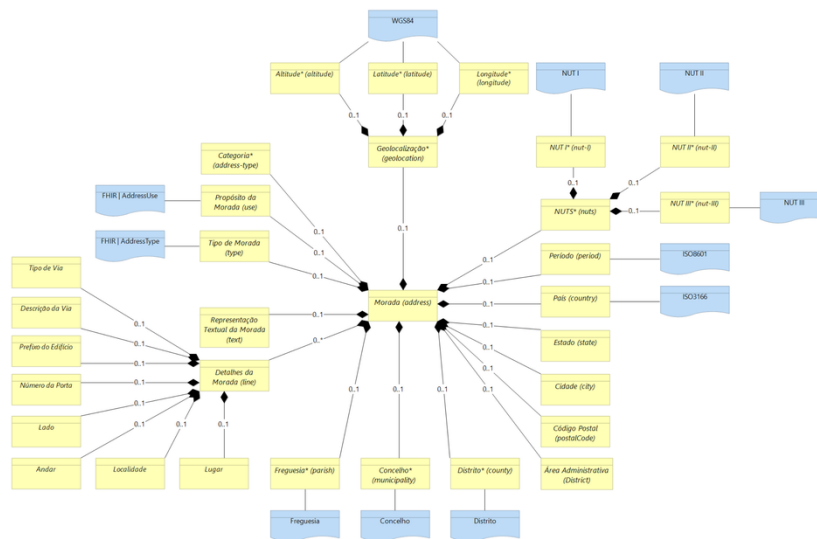 WGS84
Altitude* (altitude)
Latitude* (latitude)
Longitude*
(longitude)
NUT I
NUT II
0..1
0..1
0..1
Categoria*
(address-type)
Geolocalização*
(geolocation)
NUT I* (nut-I)
NUT II* (nut-II)
0..1
0..1
FHIR | AddressUse
Propósito da
Morada (use)
0..1
NUTS* (nuts)
0..1
NUT III* (nut-III)
NUT III
0..1
0..1
0..1
FHIR | AddressType
Tipo de Morada
(type)
0..1
0..1
Período (period)
ISO8601
Tipo de Via
0..1
0..1
Morada (address)
0..1
País (country)
ISO3166
Descrição da Via
0..1
Representação
Textual da Morada
(text)
0..1
0..1
Estado (state)
Prefixo do Edifício
0..1
0..1
0..*
0..1
Número da Porta
0..1
Detalhes da
Morada (line)
0..1
Cidade (city)
0..1
0..1
0..1
0..1
0..1
Lado
0..1
0..1
0..1
0..1
Código Postal
(postalCode)
Andar
Localidade
Lugar
Freguesia* (parish)
Concelho*
(municipality)
Distrito* (county)
Área Administrativa
(District)
Freguesia
Concelho
Distrito